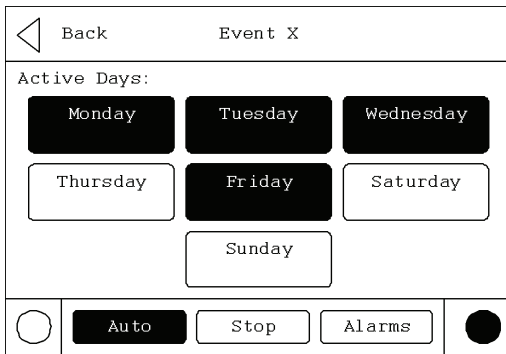 Back Event X
Active Days:
Monday Tuesday Wednesday
Thursday Friday Saturday
Sunday
Auto Stop Alarms